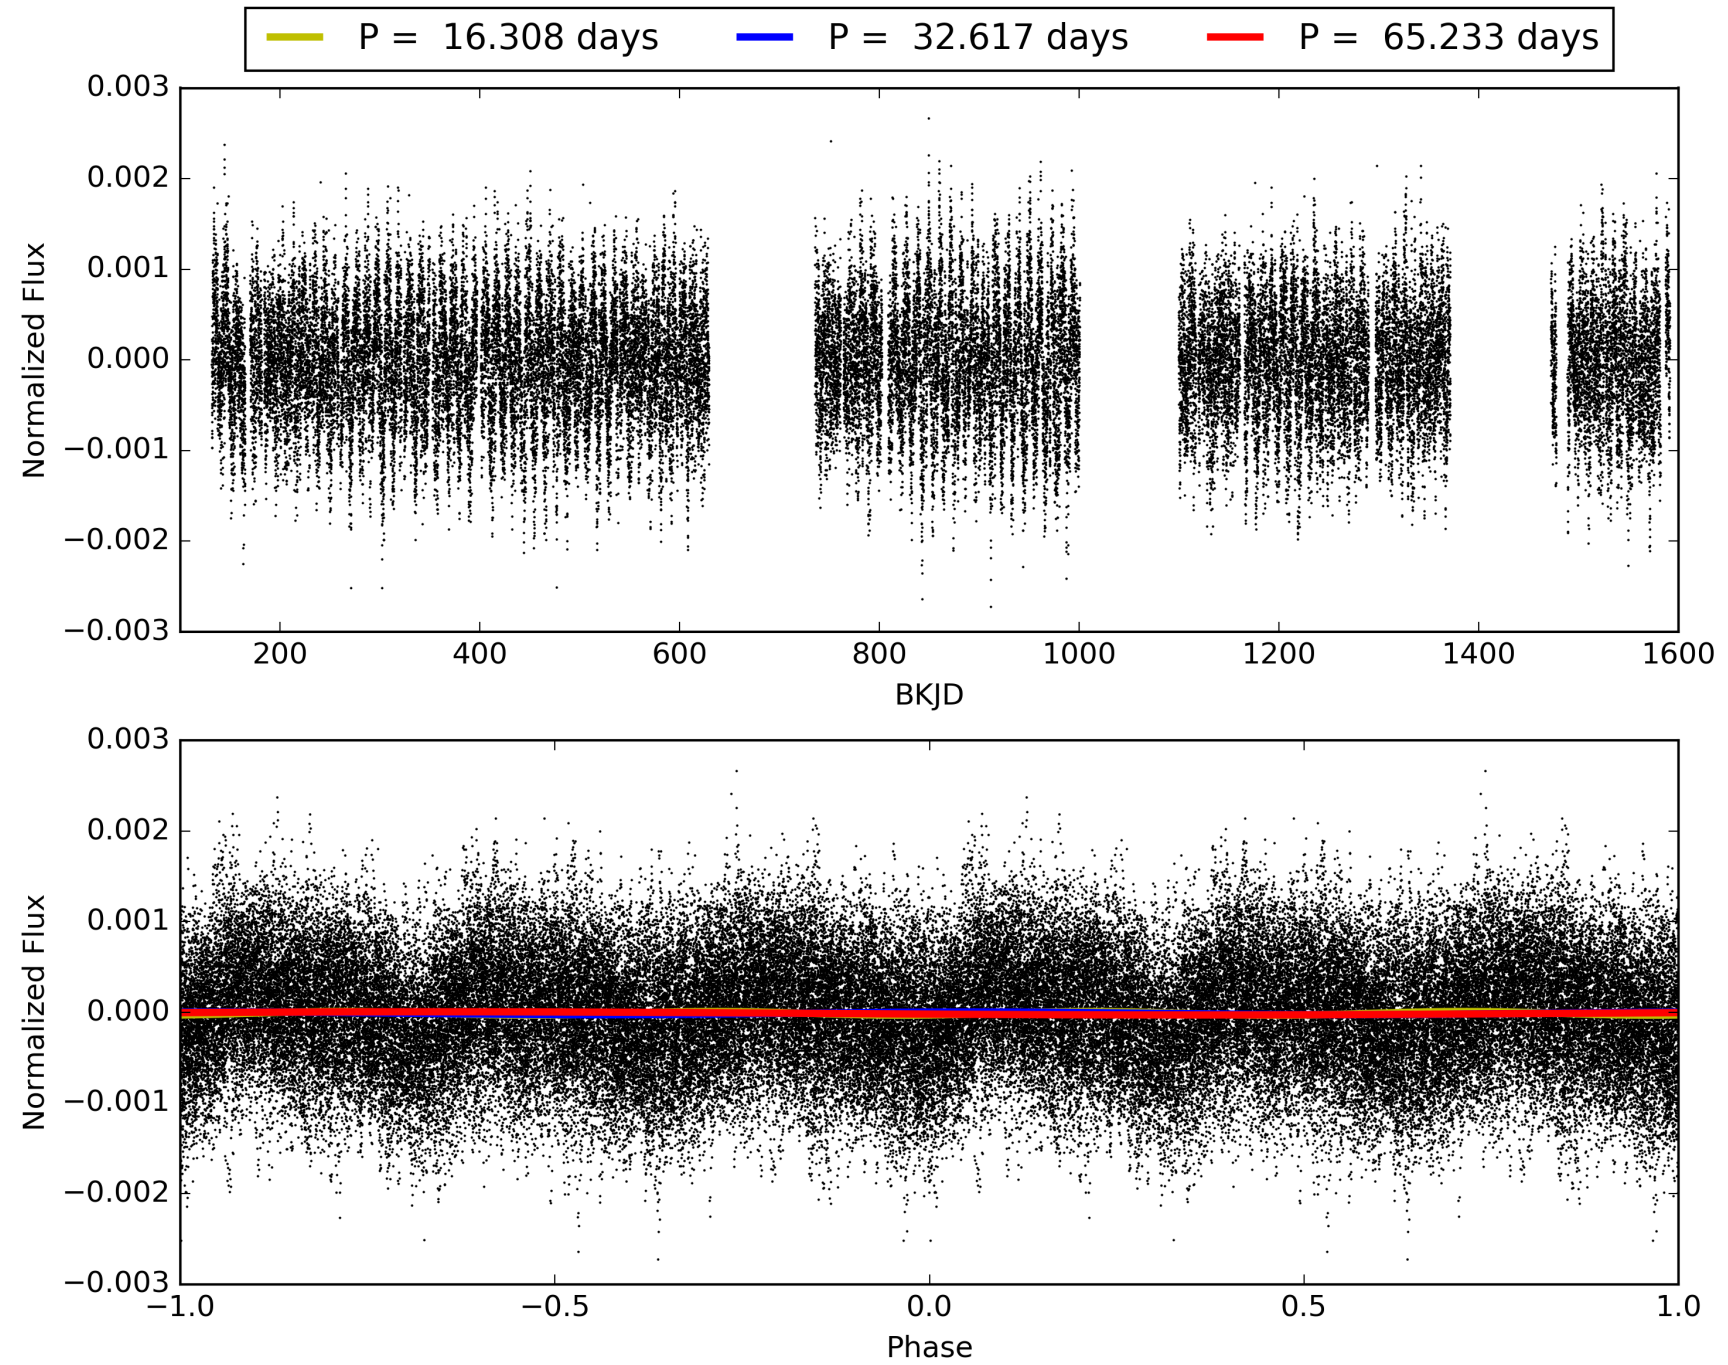 P =  16.308 days P =  32.617 days P =  65.233 days
0.003
0.002
0.001
0.000
−0.001
−0.002
−0.003
Normalized Flux
200 400 600 800 1000 1200 1400 1600
BKJD
0.003
0.002
0.001
0.000
−0.001
−0.002
−0.003
Normalized Flux
−1.0 −0.5 0.0 0.5 1.0
Phase